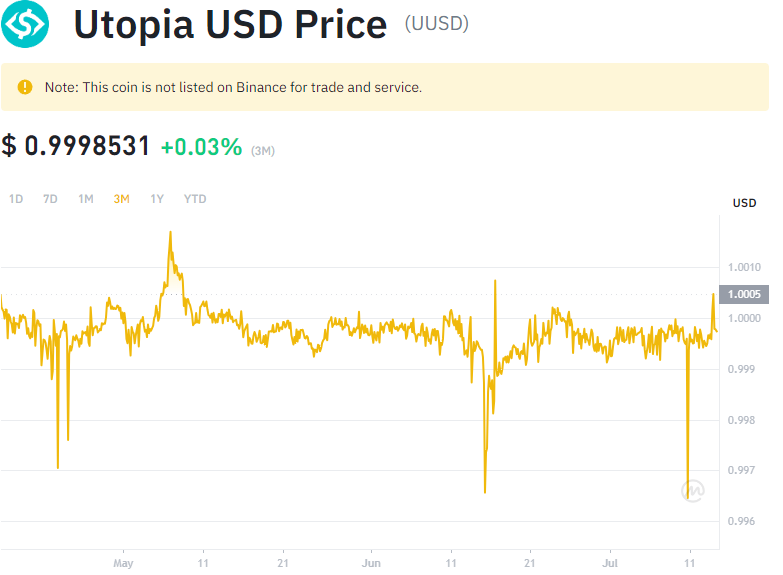 Utopia USD Price (UUSD)
Note: This coin is not listed on Binance for trade and service.
$ 0.9998531 +0.03% (3M)
1D 7D 1M 3M 1Y YTD
USD
1.0010
1.0005
1.0000
0.999
0.998
0.997
0.996
May 11 21 Jun 11 21 Jul 11